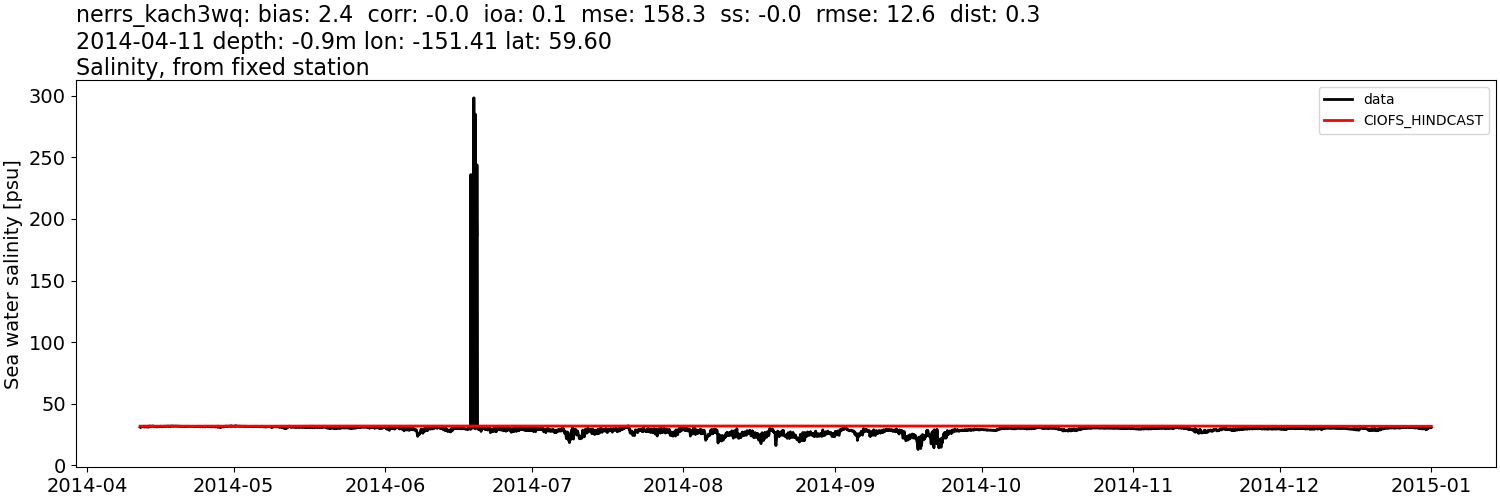 nerrs_kach3wq: bias: 2.4 corr: -0.0 ioa: 0.1 mse: 158.3 ss: -0.0 rmse: 12.6 dist: 0.3
2014-04-11 depth: -0.9m lon: -151.41 lat: 59.60
Salinity, from fixed station
Sea water salinity [psu]
300
250
200
150
100
50
0
data
CIOFS_HINDCAST
2014-04 2014-05 2014-06 2014-07 2014-08 2014-09 2014-10 2014-11 2014-12 2015-01